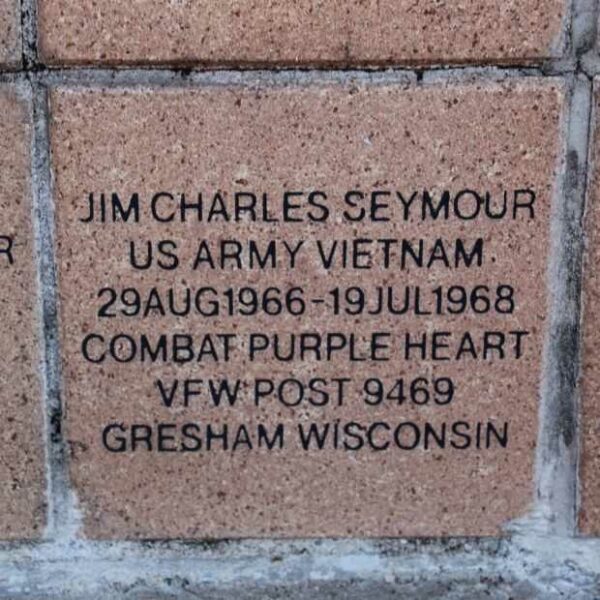 JIM CHARLES SEYMOUR
US ARMY VIETNAM
29AUG1966-19JUL1968
COMBAT PURPLE HEART
VFW POST 9469
GRESHAM WISCONSIN
R